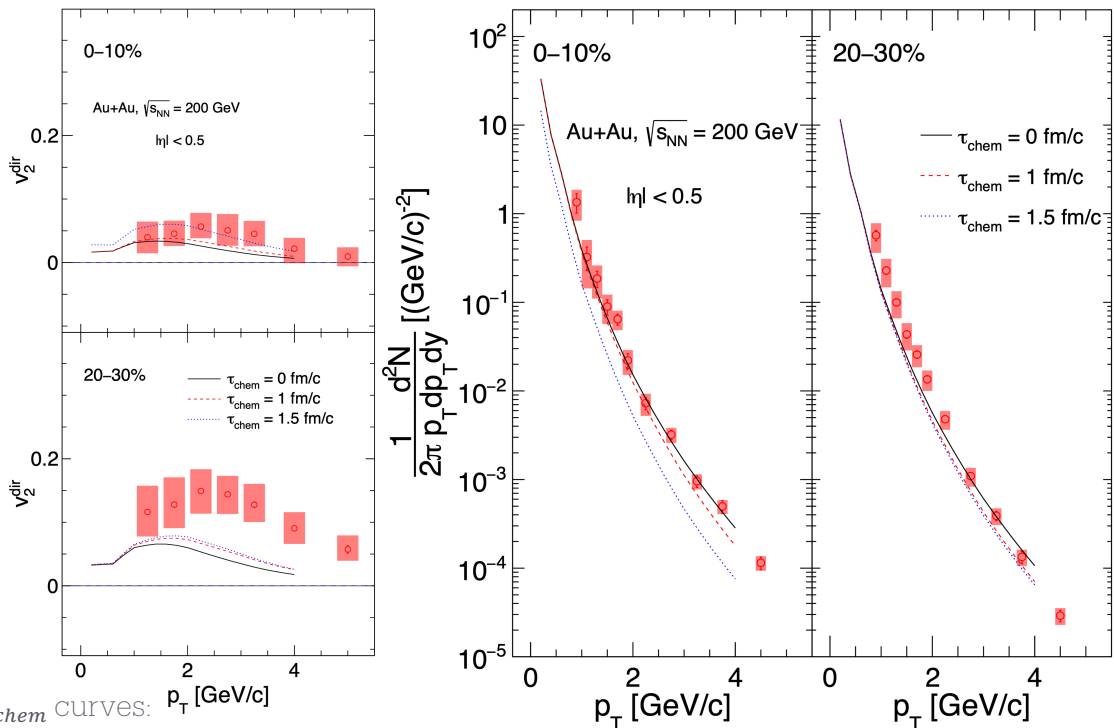 0–10%
Au+Au, √s_NN = 200 GeV
|η| < 0.5
v₂^dir
0.2
0
20–30%
τ_chem = 0 fm/c
τ_chem = 1 fm/c
τ_chem = 1.5 fm/c
v₂^dir
0.2
0
0 2 4
p_T [GeV/c]
chem curves:
1/2π d²N/p_T dp_T dy [(GeV/c)⁻²]
10²
10
1
10⁻¹
10⁻²
10⁻³
10⁻⁴
10⁻⁵
0–10%
Au+Au, √s_NN = 200 GeV
|η| < 0.5
0 2 4
p_T [GeV/c]
20–30%
τ_chem = 0 fm/c
τ_chem = 1 fm/c
τ_chem = 1.5 fm/c
0 2 4
p_T [GeV/c]